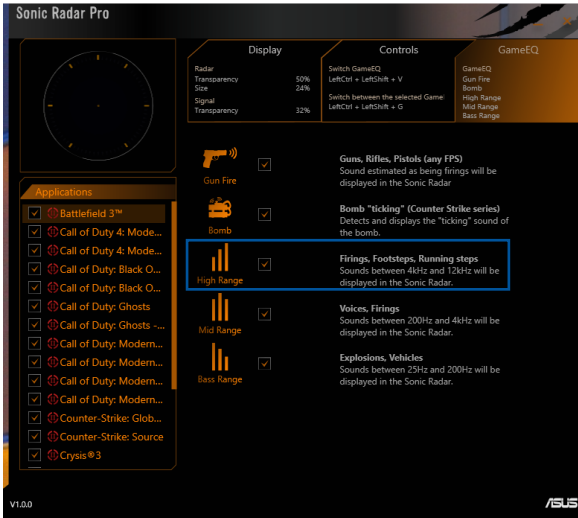 Sonic Radar Pro
Display
Radar
Transparency 50%
Size 24%
Signal
Transparency 32%
Controls
Switch GameEQ
LeftCtrl + LeftShift + V
Switch between the selected Game
LeftCtrl + LeftShift + G
GameEQ
GameEQ
Gun Fire
Bomb
High Range
Mid Range
Bass Range
Applications
Battlefield 3™
Call of Duty 4: Mode...
Call of Duty 4: Mode...
Call of Duty: Black O...
Call of Duty: Black O...
Call of Duty: Ghosts
Call of Duty: Ghosts -...
Call of Duty: Modern...
Call of Duty: Modern...
Call of Duty: Modern...
Counter-Strike: Glob...
Counter-Strike: Source
Crysis®3
Gun Fire
Guns, Rifles, Pistols (any FPS)
Sound estimated as being firings will be
displayed in the Sonic Radar
Bomb
Bomb "ticking" (Counter Strike series)
Detects and displays the "ticking" sound of
the bomb.
High Range
Firings, Footsteps, Running steps
Sounds between 4kHz and 12kHz will be
displayed in the Sonic Radar.
Mid Range
Voices, Firings
Sounds between 200Hz and 4kHz will be
displayed in the Sonic Radar.
Bass Range
Explosions, Vehicles
Sounds between 25Hz and 200Hz will be
displayed in the Sonic Radar.
V1.0.0
ASUS